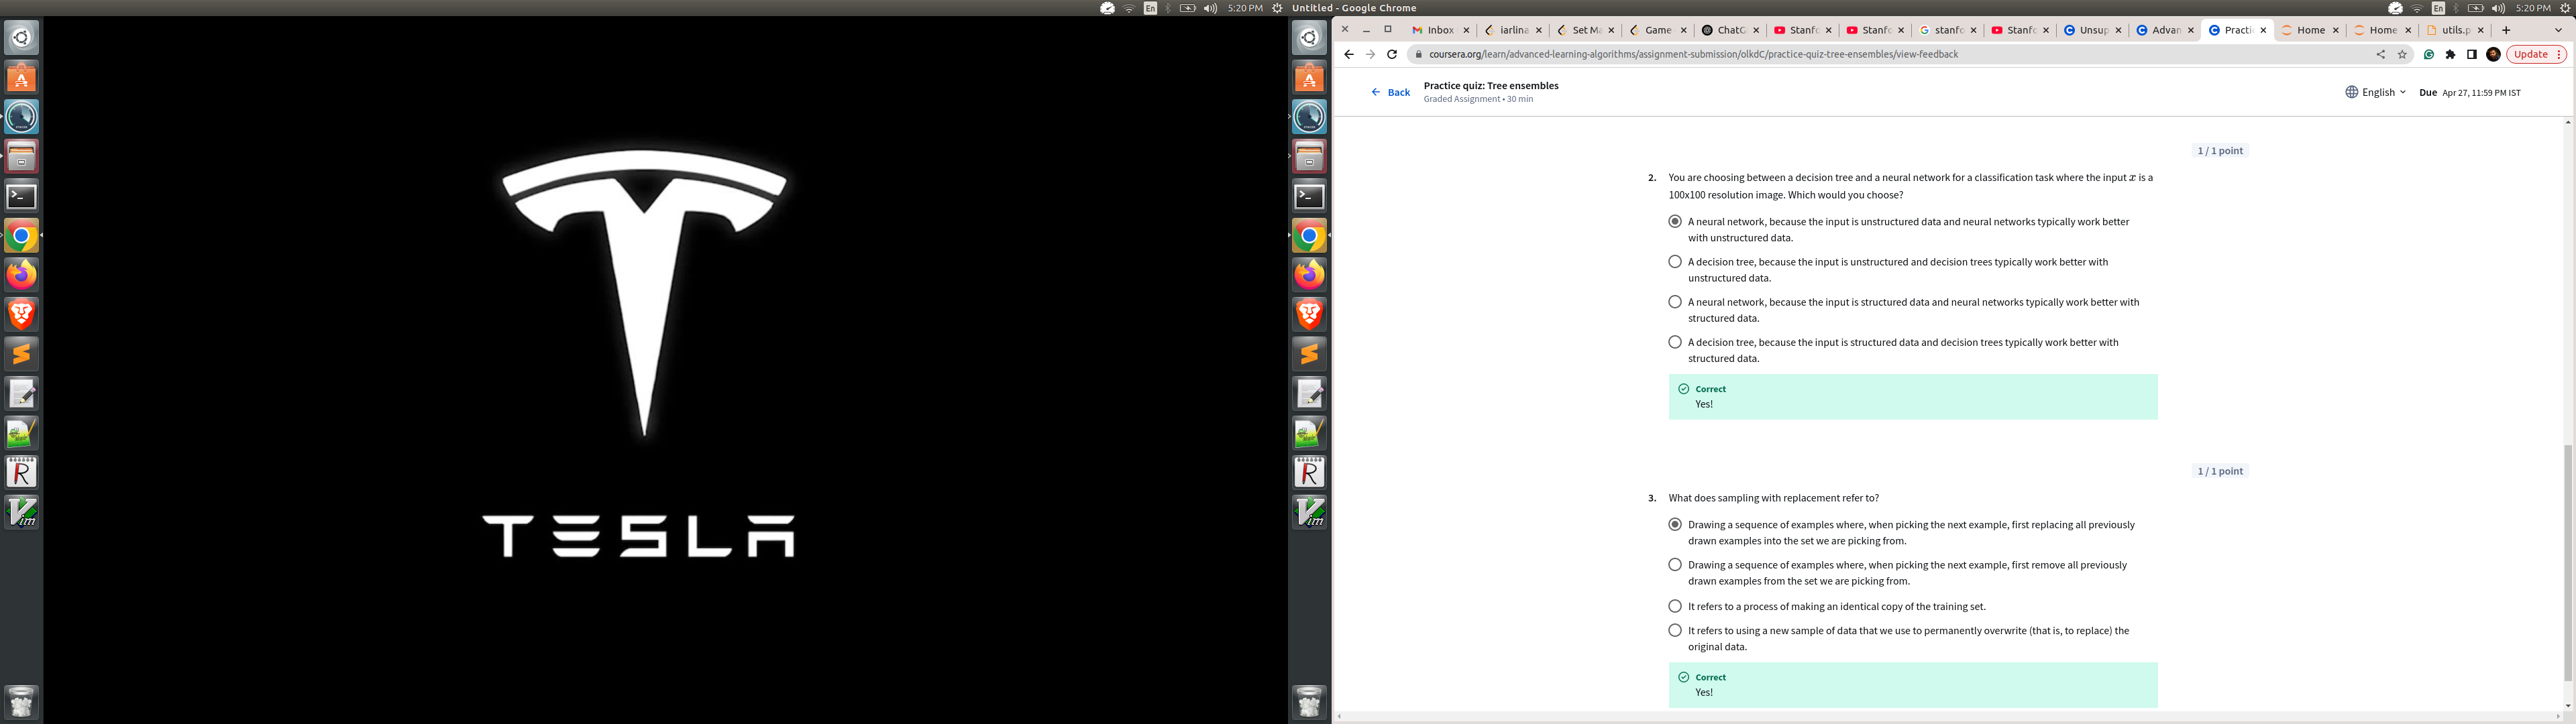 En
5:20 PM
TESLA
Untitled - Google Chrome
En
5:20 PM
Inbox
iarlina
Set Ma
Game
ChatG
Stanfo
Stanfo
stanfo
Stanfo
Unsup
Advan
Practi
Home
Home
utils.p
coursera.org/learn/advanced-learning-algorithms/assignment-submission/olkdC/practice-quiz-tree-ensembles/view-feedback
Update
Back
Practice quiz: Tree ensembles
Graded Assignment • 30 min
English
Due Apr 27, 11:59 PM IST
1 / 1 point
2. You are choosing between a decision tree and a neural network for a classification task where the input x is a
100x100 resolution image. Which would you choose?
A neural network, because the input is unstructured data and neural networks typically work better
with unstructured data.
A decision tree, because the input is unstructured and decision trees typically work better with
unstructured data.
A neural network, because the input is structured data and neural networks typically work better with
structured data.
A decision tree, because the input is structured data and decision trees typically work better with
structured data.
Correct
Yes!
1 / 1 point
3. What does sampling with replacement refer to?
Drawing a sequence of examples where, when picking the next example, first replacing all previously
drawn examples into the set we are picking from.
Drawing a sequence of examples where, when picking the next example, first remove all previously
drawn examples from the set we are picking from.
It refers to a process of making an identical copy of the training set.
It refers to using a new sample of data that we use to permanently overwrite (that is, to replace) the
original data.
Correct
Yes!